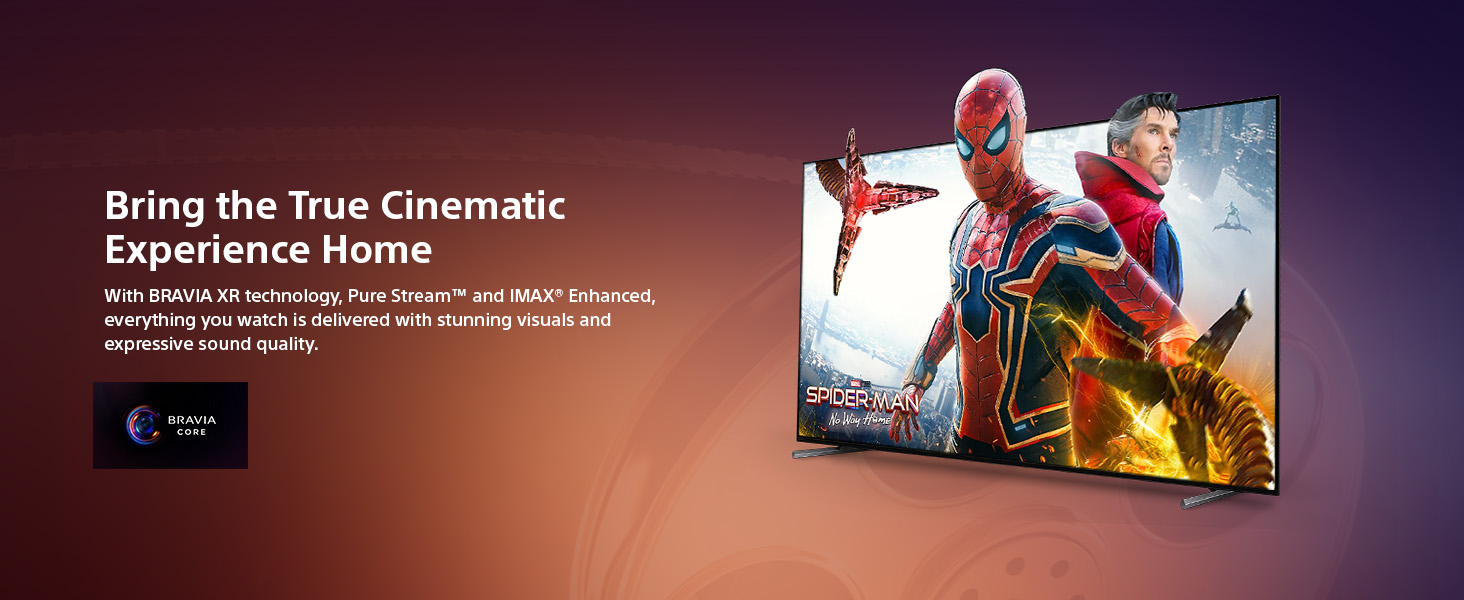 Bring the True Cinematic
Experience Home
With BRAVIA XR technology, Pure Stream™ and IMAX® Enhanced,
everything you watch is delivered with stunning visuals and
expressive sound quality.
BRAVIA
CORE
MARVEL
SPIDER-MAN
No Way Home